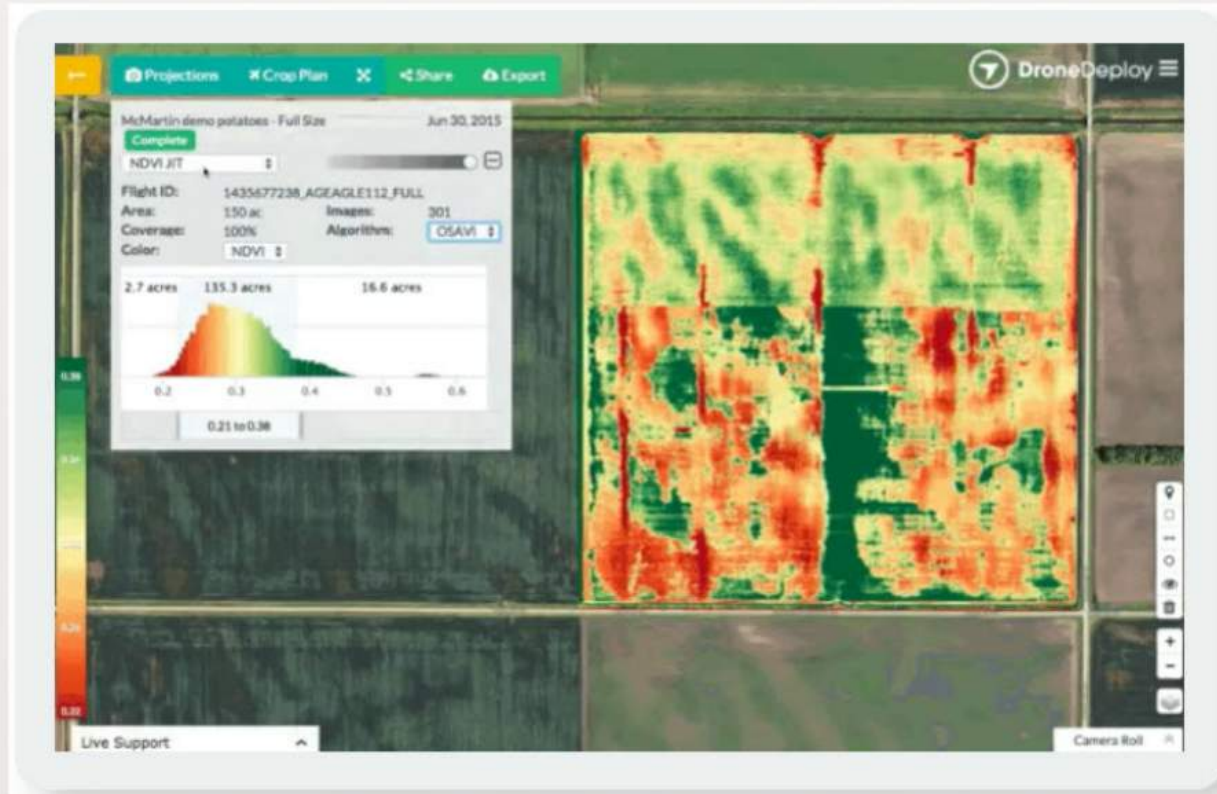 Projections Crop Plan Share Export
DroneDeploy
McMartin demo potatoes - Full Size Jun 30, 2015
Complete
NDVI JIT
Flight ID: 1435677238_AGEAGLE112_FULL
Area: 150 ac Images: 301
Coverage: 100% Algorithm: OSAVI
Color: NDVI
2.7 acres 135.3 acres 16.6 acres
0.2 0.3 0.4 0.5 0.6
0.21 to 0.38
Live Support
Camera Roll